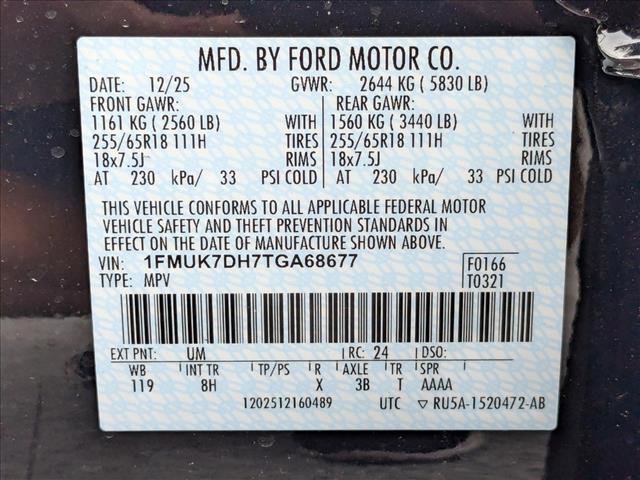 MFD. BY FORD MOTOR CO.
DATE: 12/25 GVWR: 2644 KG ( 5830 LB)
FRONT GAWR: REAR GAWR:
1161 KG ( 2560 LB) WITH 1560 KG ( 3440 LB) WITH
255/65R18 111H TIRES 255/65R18 111H TIRES
18x7.5J RIMS 18x7.5J RIMS
AT 230 kPa/ 33 PSI COLD AT 230 kPa/ 33 PSI COLD
THIS VEHICLE CONFORMS TO ALL APPLICABLE FEDERAL MOTOR
VEHICLE SAFETY AND THEFT PREVENTION STANDARDS IN
EFFECT ON THE DATE OF MANUFACTURE SHOWN ABOVE.
VIN: 1FMUK7DH7TGA68677 F0166
TYPE: MPV T0321
EXT PNT: UM RC: 24 DSO:
WB INT TR TP/PS R AXLE TR SPR
119 8H X 3B T AAAA
1202512160489 UTC ▽ RU5A-1520472-AB